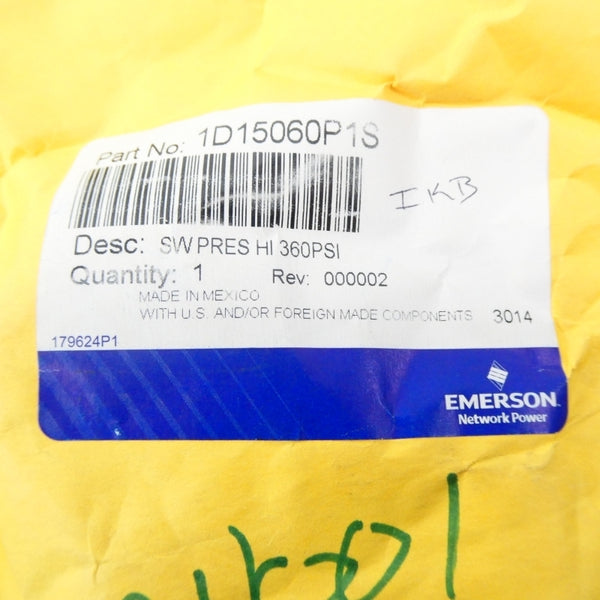 Part No: 1D15060P1S
IKB
Desc: SW PRES HI 360PSI
Quantity: 1 Rev: 000002
MADE IN MEXICO
WITH U.S. AND/OR FOREIGN MADE COMPONENTS 3014
179624P1
EMERSON
Network Power